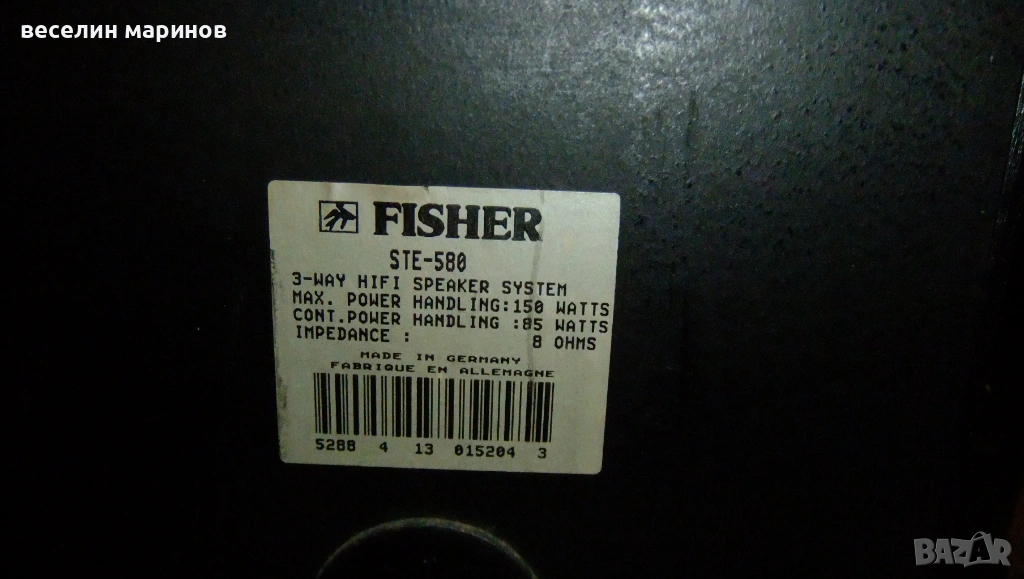 веселин маринов
FISHER
STE-580
3-WAY HIFI SPEAKER SYSTEM
MAX. POWER HANDLING:150 WATTS
CONT.POWER HANDLING :85 WATTS
IMPEDANCE : 8 OHMS
MADE IN GERMANY
FABRIQUE EN ALLEMAGNE
5288 4 13 015204 3
BAZAR